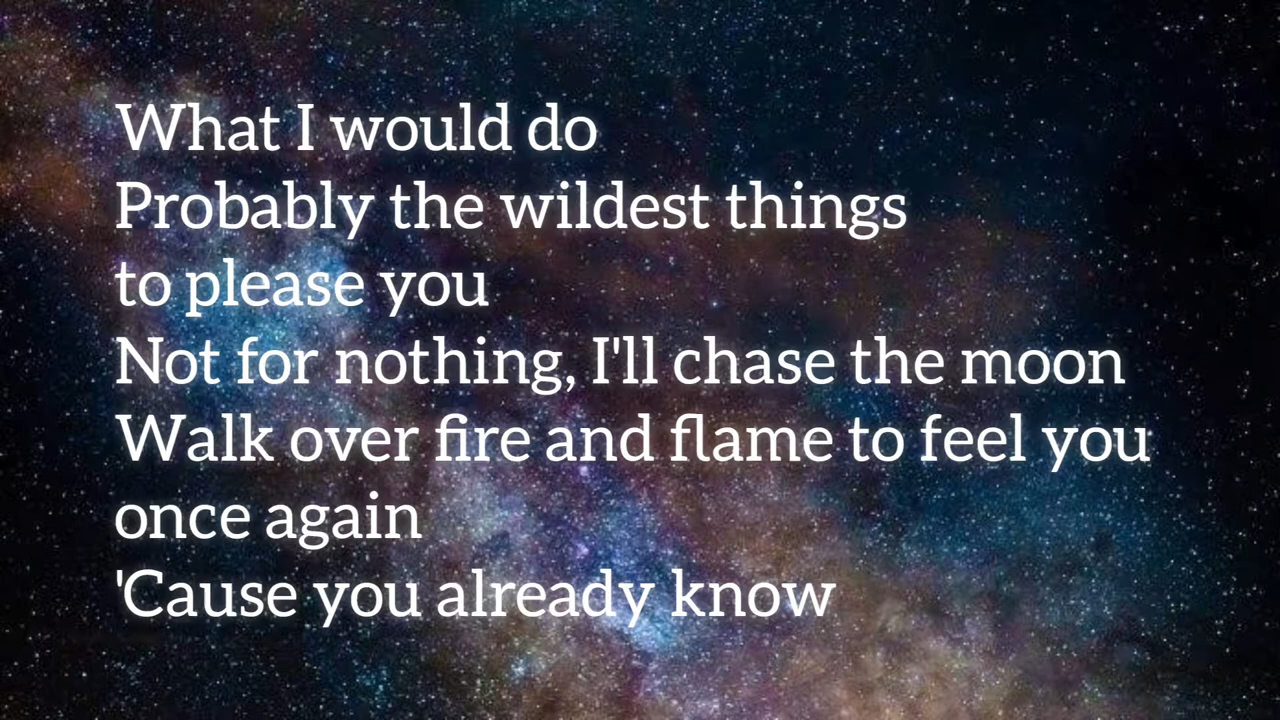 What I would do
Probably the wildest things
to please you
Not for nothing, I'll chase the moon
Walk over fire and flame to feel you
once again
'Cause you already know